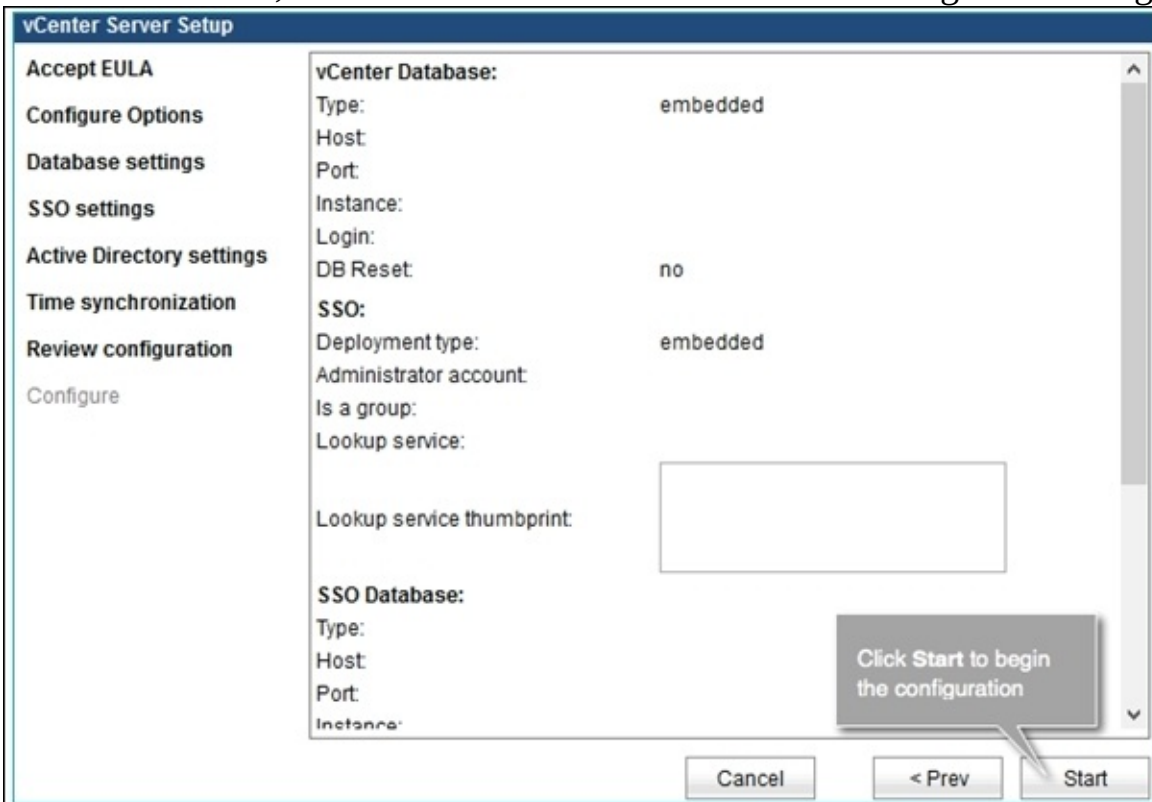 vCenter Server Setup
Accept EULA
Configure Options
Database settings
SSO settings
Active Directory settings
Time synchronization
Review configuration
Configure
vCenter Database:
Type: embedded
Host:
Port:
Instance:
Login:
DB Reset: no
SSO:
Deployment type: embedded
Administrator account:
Is a group:
Lookup service:
Lookup service thumbprint:
SSO Database:
Type:
Host:
Port:
Instance:
Click Start to begin
the configuration
Cancel
< Prev
Start